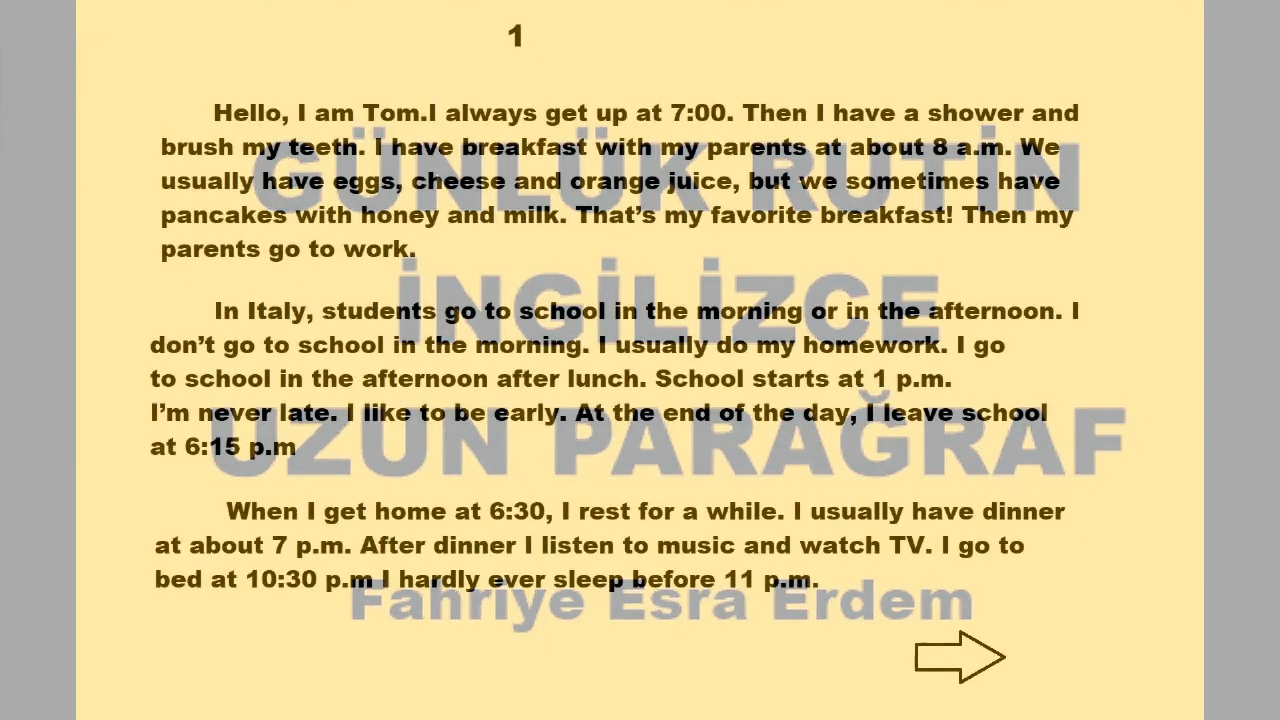 1
Hello, I am Tom.I always get up at 7:00. Then I have a shower and
brush my teeth. I have breakfast with my parents at about 8 a.m. We
usually have eggs, cheese and orange juice, but we sometimes have
pancakes with honey and milk. That's my favorite breakfast! Then my
parents go to work.
In Italy, students go to school in the morning or in the afternoon. I
don't go to school in the morning. I usually do my homework. I go
to school in the afternoon after lunch. School starts at 1 p.m.
I'm never late. I like to be early. At the end of the day, I leave school
at 6:15 p.m
When I get home at 6:30, I rest for a while. I usually have dinner
at about 7 p.m. After dinner I listen to music and watch TV. I go to
bed at 10:30 p.m I hardly ever sleep before 11 p.m.
GÜNLÜK RUTİN
İNGİLİZCE
UZUN PARAĞRAF
Fahriye Esra Erdem